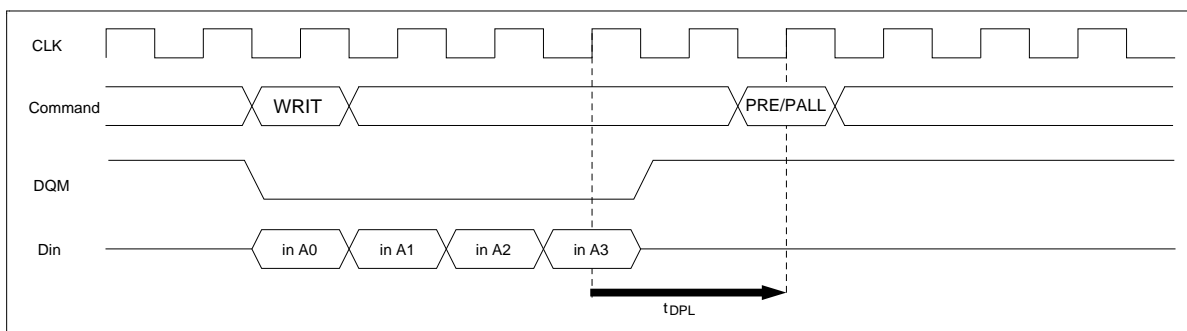 CLK
Command
WRIT
PRE/PALL
DQM
Din
in A0
in A1
in A2
in A3
tDPL